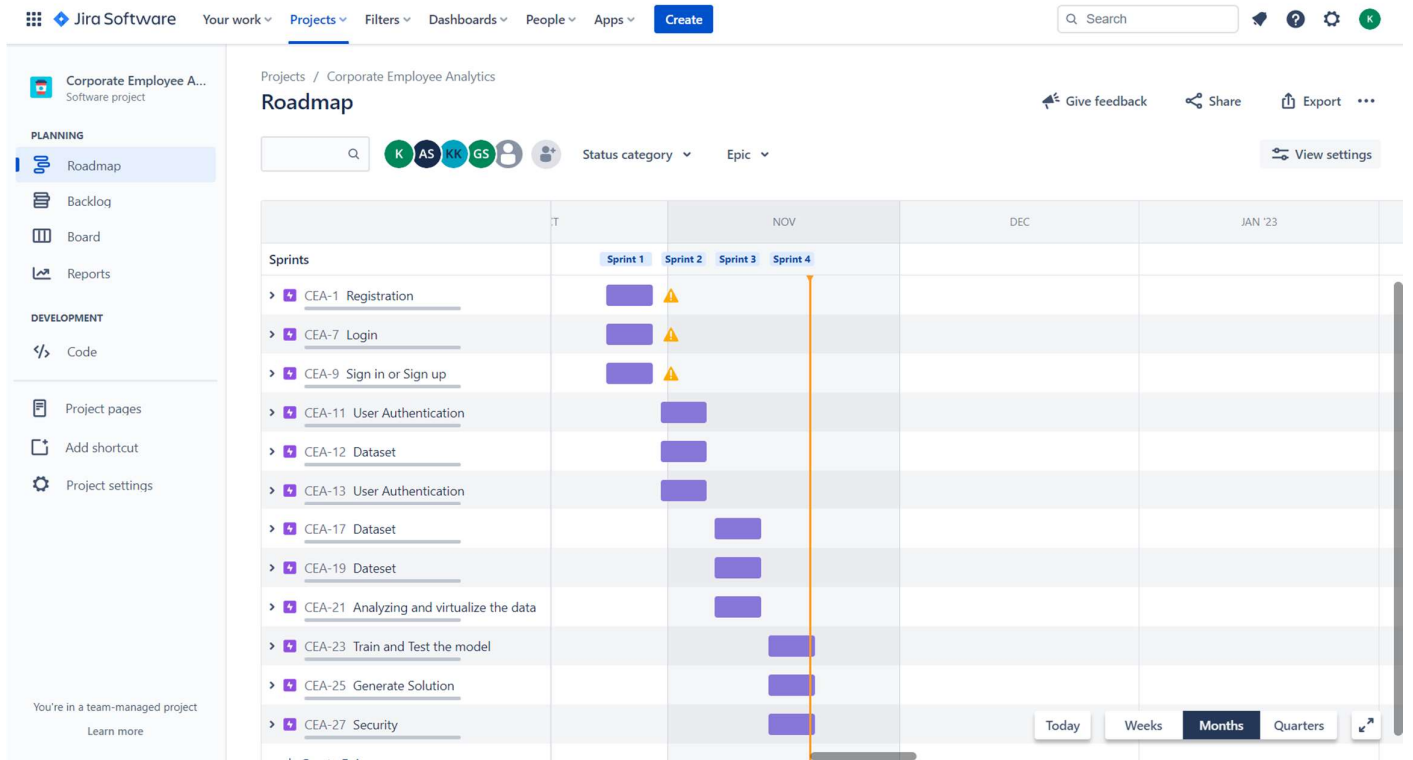 Jira Software Your work Projects Filters Dashboards People Apps Create Search K
Corporate Employee A...
Software project
PLANNING
Roadmap
Backlog
Board
Reports
DEVELOPMENT
Code
Project pages
Add shortcut
Project settings
You're in a team-managed project
Learn more
Projects / Corporate Employee Analytics
Roadmap
Give feedback Share Export
K AS KK GS Status category Epic View settings
NOV DEC JAN '23
Sprints Sprint 1 Sprint 2 Sprint 3 Sprint 4
CEA-1 Registration
CEA-7 Login
CEA-9 Sign in or Sign up
CEA-11 User Authentication
CEA-12 Dataset
CEA-13 User Authentication
CEA-17 Dataset
CEA-19 Dateset
CEA-21 Analyzing and virtualize the data
CEA-23 Train and Test the model
CEA-25 Generate Solution
CEA-27 Security
Today Weeks Months Quarters